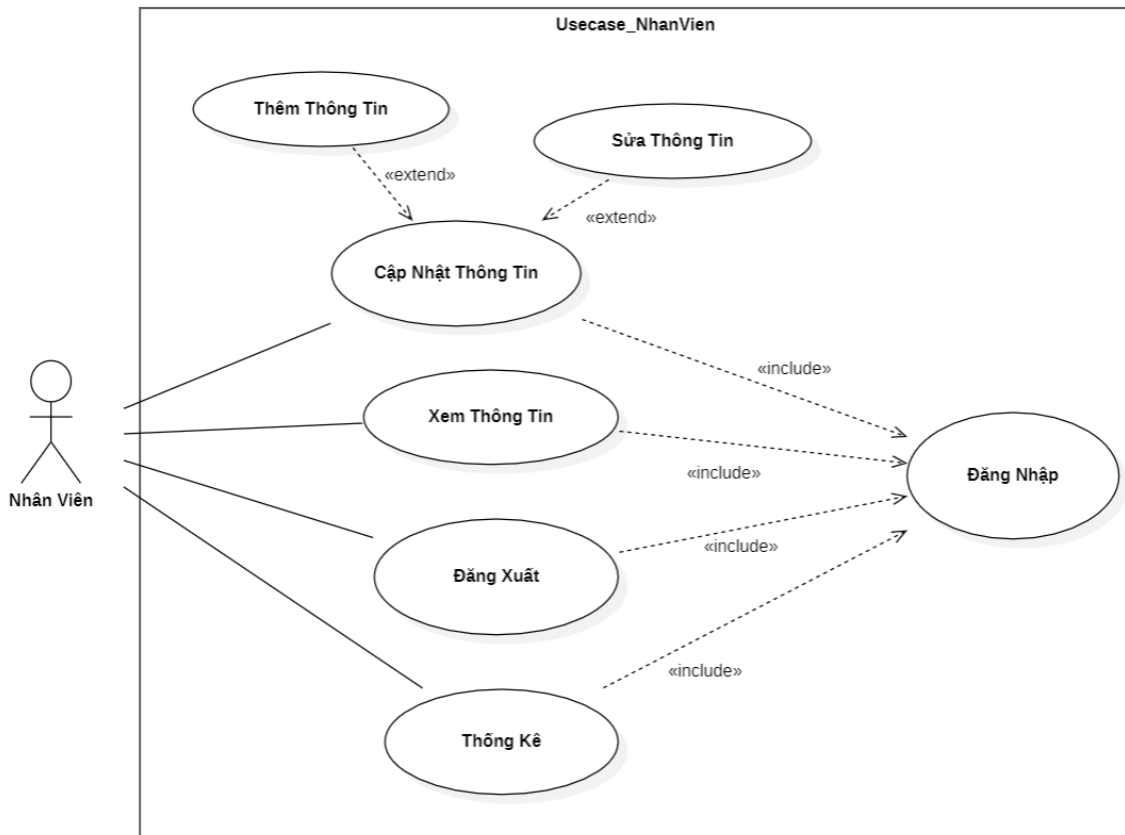 Usecase_NhanVien
Thêm Thông Tin
Sửa Thông Tin
«extend»
«extend»
Cập Nhật Thông Tin
«include»
Xem Thông Tin
«include»
Đăng Nhập
Nhân Viên
«include»
Đăng Xuất
«include»
Thống Kê